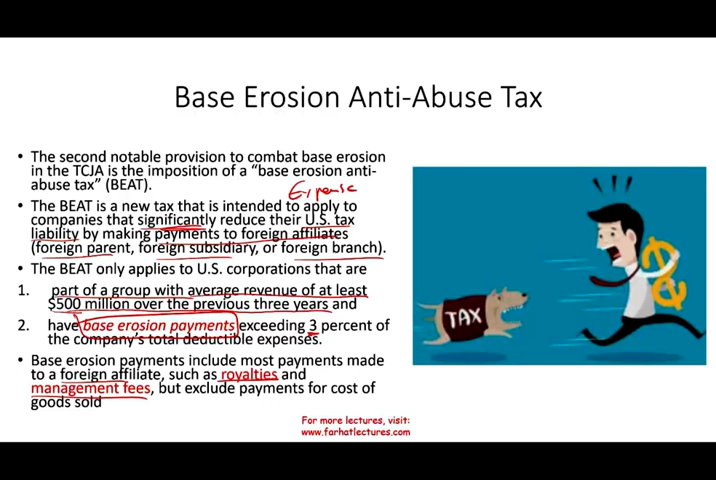 Base Erosion Anti-Abuse Tax
• The second notable provision to combat base erosion
in the TCJA is the imposition of a “base erosion anti-
abuse tax” (BEAT).
Expense
• The BEAT is a new tax that is intended to apply to
companies that significantly reduce their U.S. tax
liability by making payments to foreign affiliates
(foreign parent, foreign subsidiary, or foreign branch).
• The BEAT only applies to U.S. corporations that are
1. part of a group with average revenue of at least
$500 million over the previous three years and
2. have base erosion payments exceeding 3 percent of
the company’s total deductible expenses.
• Base erosion payments include most payments made
to a foreign affiliate, such as royalties and
management fees, but exclude payments for cost of
goods sold
TAX
For more lectures, visit:
www.farhatlectures.com